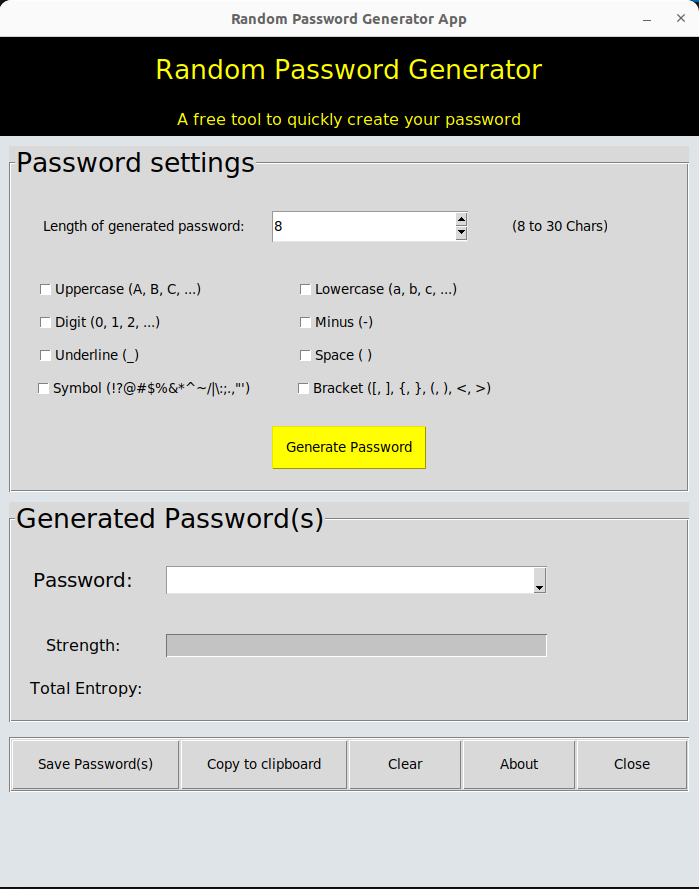 Random Password Generator App
Random Password Generator
A free tool to quickly create your password
Password settings
Length of generated password: 8 (8 to 30 Chars)
Uppercase (A, B, C, ...) Lowercase (a, b, c, ...)
Digit (0, 1, 2, ...) Minus (-)
Underline (_) Space ( )
Symbol (!?@#$%&*^~/|\:;.,"') Bracket ([, ], {, }, (, ), <, >)
Generate Password
Generated Password(s)
Password:
Strength:
Total Entropy:
Save Password(s) Copy to clipboard Clear About Close